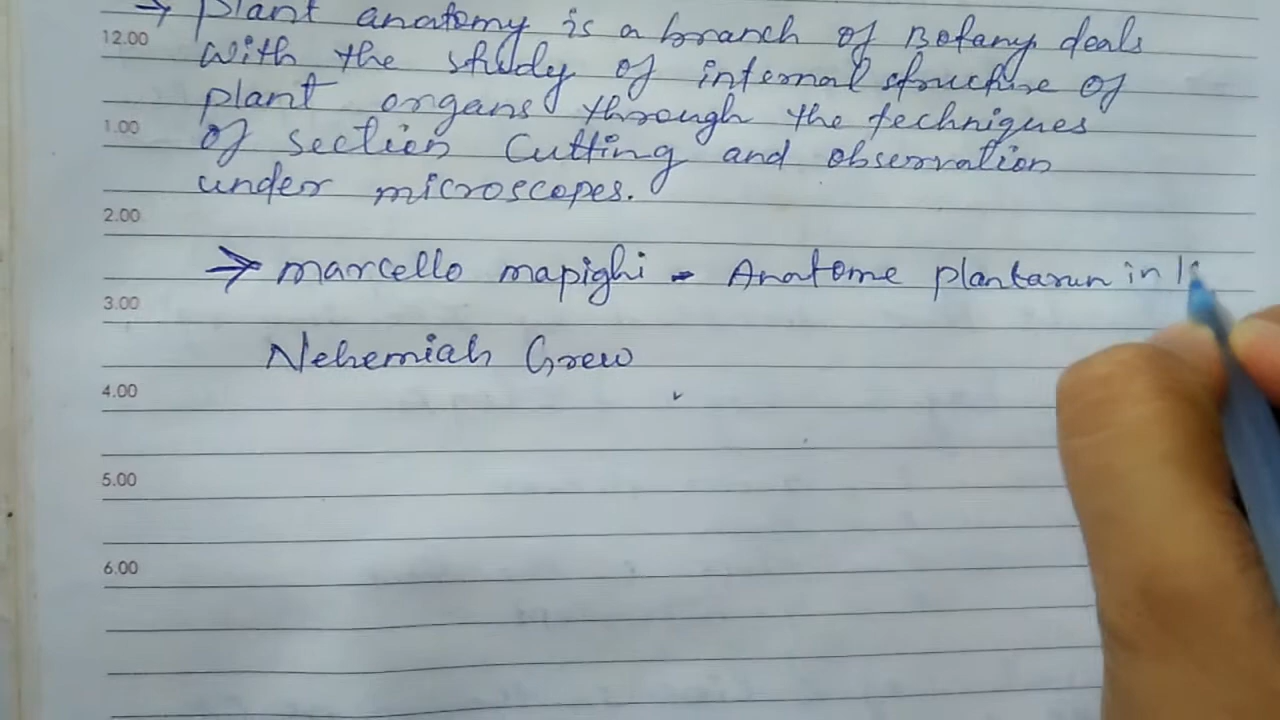 → Plant anatomy is a branch of Botany deals
12.00
with the study of internal structure of
plant organs through the techniques
1.00
of section Cutting and observation
under microscopes.
2.00
→ marcello mapighi - Anatome plantarun in
3.00
Nehemiah Grew
4.00
5.00
6.00